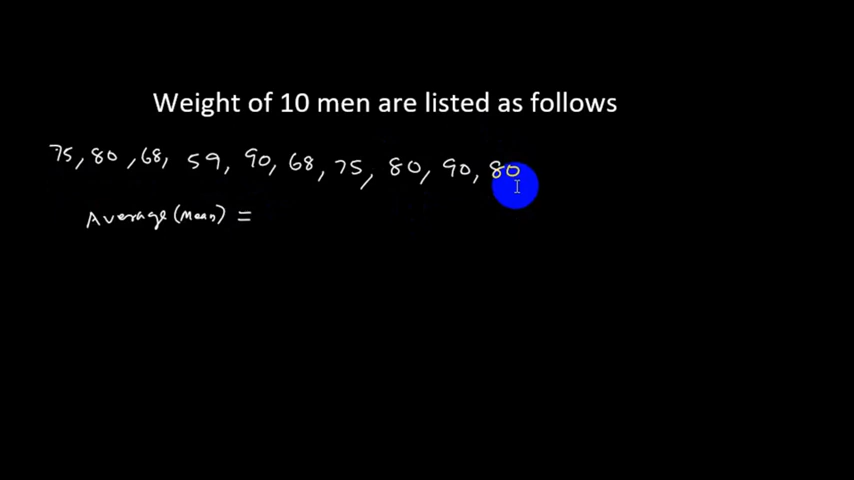 Weight of 10 men are listed as follows
75, 80, 68, 59, 90, 68, 75, 80, 90, 80
Average (Mean) =